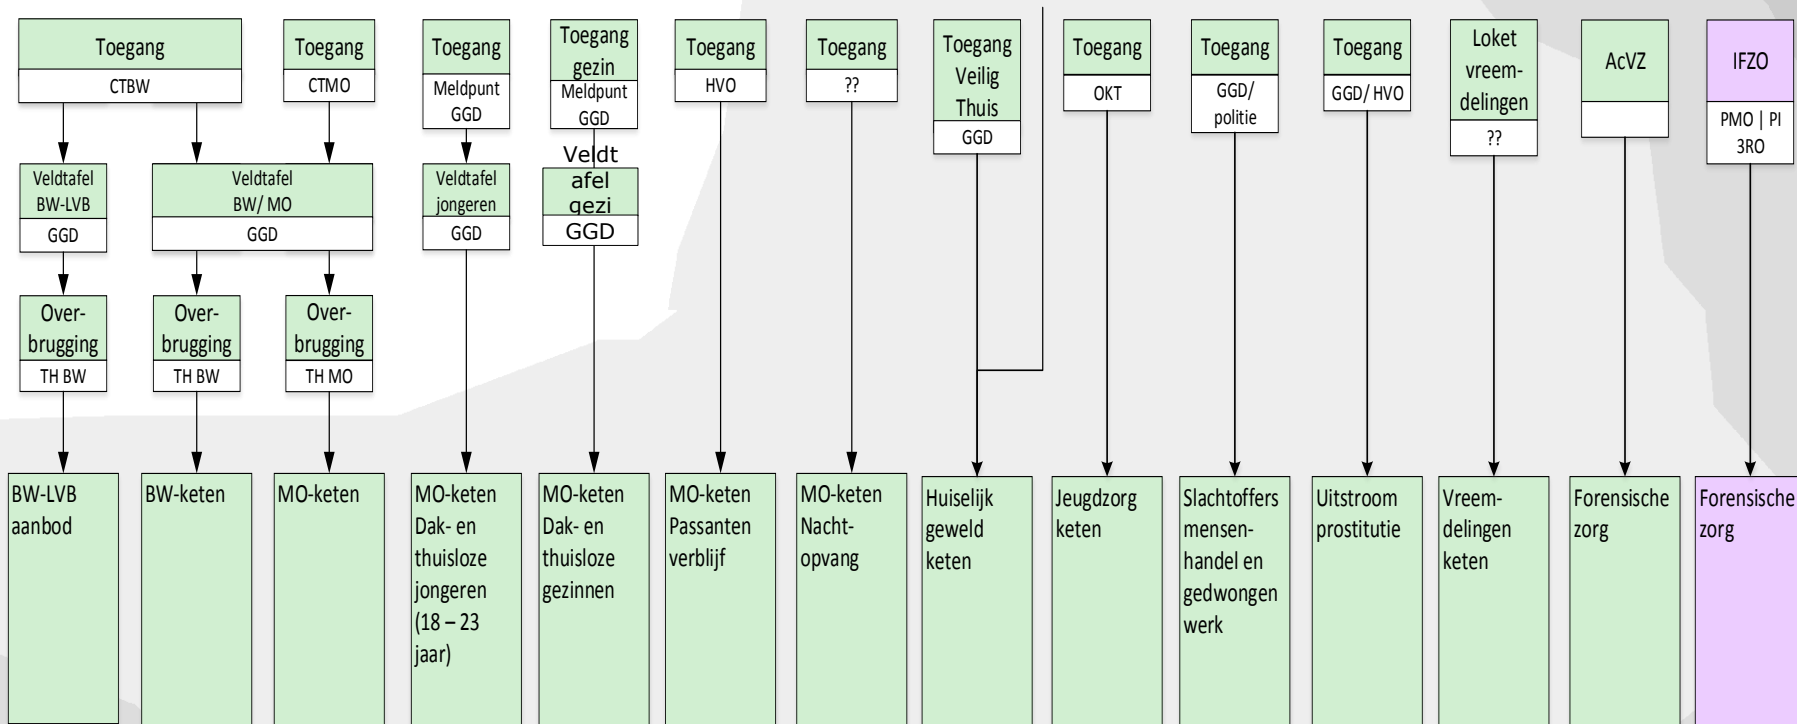 Toegang
CTBW
Toegang
CTMO
Toegang
Meldpunt
GGD
Toegang
gezin
Meldpunt
GGD
Toegang
HVO
Toegang
??
Toegang
Veilig
Thuis
GGD
Toegang
OKT
Toegang
GGD/
politie
Toegang
GGD/ HVO
Loket
vreem-
delingen
??
AcVZ
IFZO
PMO | PI
3RO
Veldtafel
BW-LVB
GGD
Veldtafel
BW/ MO
GGD
Veldtafel
jongeren
GGD
Veldt
afel
gezi
GGD
Over-
brugging
TH BW
Over-
brugging
TH BW
Over-
brugging
TH MO
BW-LVB
aanbod
BW-keten
MO-keten
MO-keten
Dak- en
thuisloze
jongeren
(18 – 23
jaar)
MO-keten
Dak- en
thuisloze
gezinnen
MO-keten
Passanten
verblijf
MO-keten
Nacht-
opvang
Huiselijk
geweld
keten
Jeugdzorg
keten
Slachtoffers
mensen-
handel en
gedwongen
werk
Uitstroom
prostitutie
Vreem-
delingen
keten
Forensische
zorg
Forensische
zorg